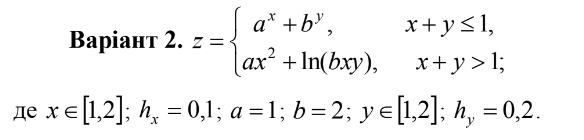 Варіант 2. z = { a^x + b^y, x + y ≤ 1,
ax^2 + ln(bxy), x + y > 1;
де x ∈ [1,2]; h_x = 0,1; a = 1; b = 2; y ∈ [1,2]; h_y = 0,2.